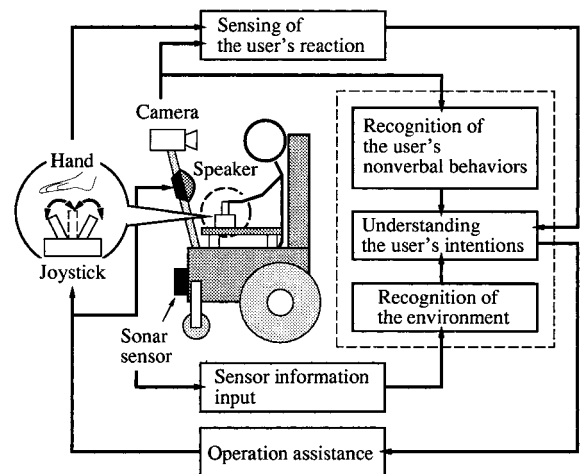 Sensing of
the user's reaction
Camera
Recognition of
the user's
nonverbal behaviors
Hand
Speaker
Understanding
the user's intentions
Joystick
Recognition of
the environment
Sonar
sensor
Sensor information
input
Operation assistance